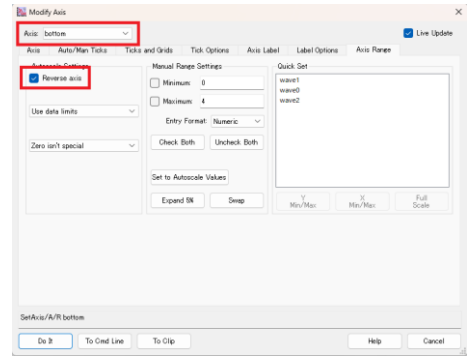 Modify Axis
Axis: bottom
Live Update
Axis Auto/Man Ticks Ticks and Grids Tick Options Axis Label Label Options Axis Range
Autoscale Settings
Reverse axis
Use data limits
Zero isn't special
Manual Range Settings
Minimum: 0
Maximum: 4
Entry Format: Numeric
Check Both Uncheck Both
Set to Autoscale Values
Expand 5% Swap
Quick Set
wave1
wave0
wave2
Y Min/Max
X Min/Max
Full Scale
SetAxis/A/R bottom
Do It To Cmd Line To Clip Help Cancel